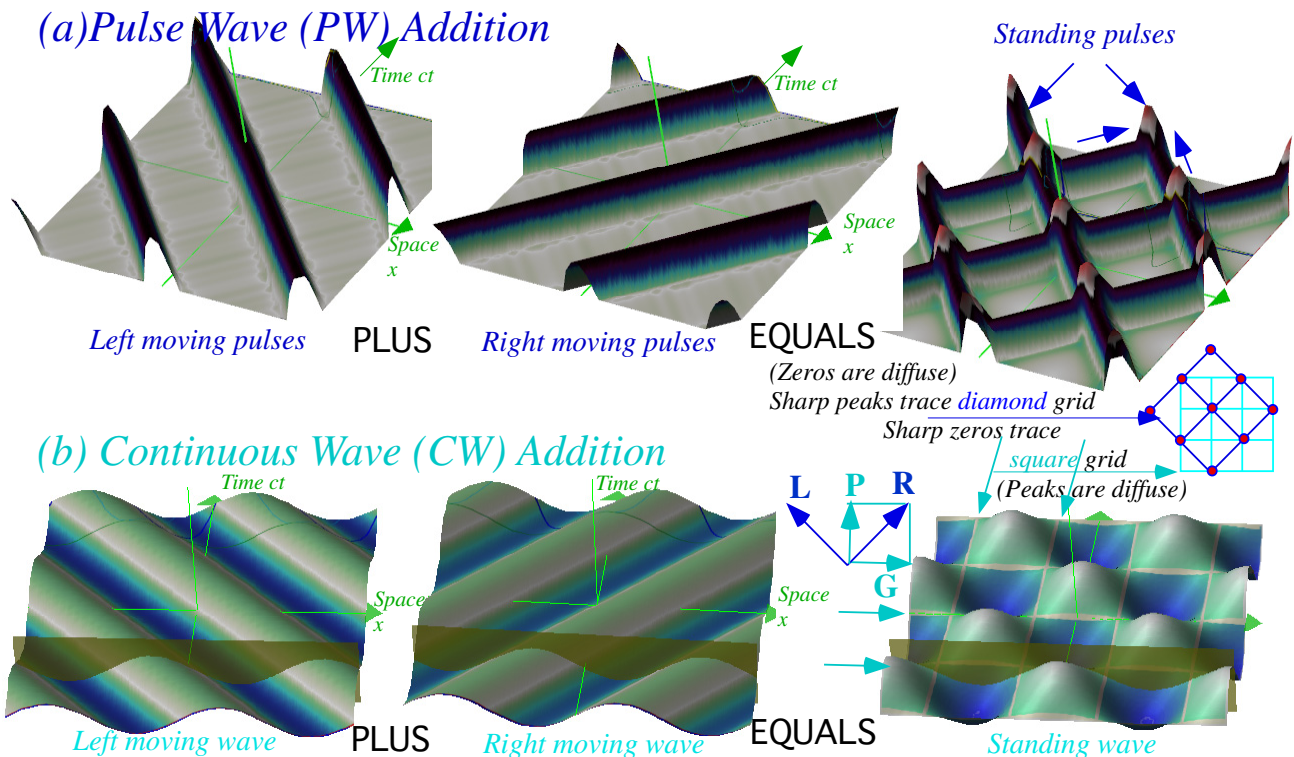 (a)Pulse Wave (PW) Addition
Time ct
Space
x
Left moving pulses
PLUS
Time ct
Space
x
Right moving pulses
EQUALS
Standing pulses
(Zeros are diffuse)
Sharp peaks trace diamond grid
Sharp zeros trace
square grid
(Peaks are diffuse)
(b) Continuous Wave (CW) Addition
Time ct
Space
x
Left moving wave
PLUS
Time ct
Space
x
Right moving wave
EQUALS
L P R
G
Standing wave